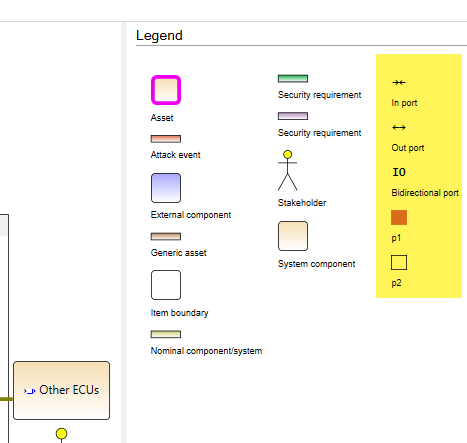 Legend
Asset
Attack event
External component
Generic asset
Item boundary
Nominal component/system
Security requirement
Security requirement
Stakeholder
System component
In port
Out port
IO
Bidirectional port
p1
p2
Other ECUs